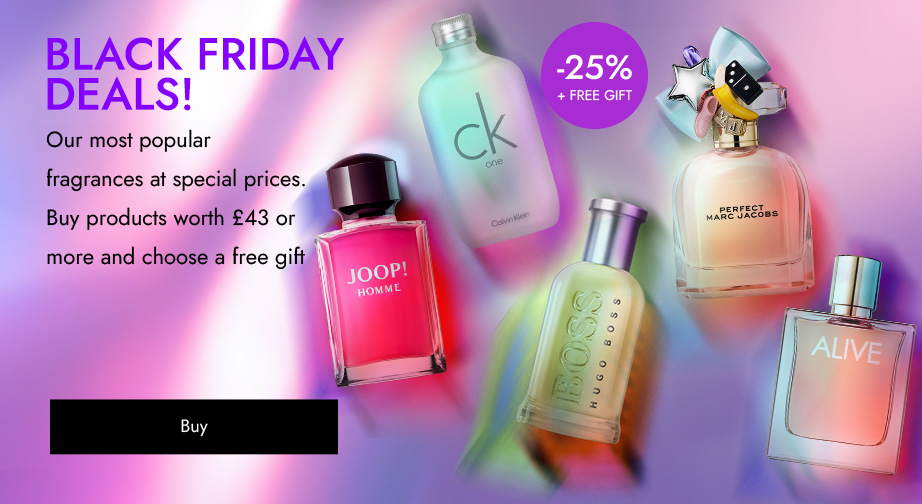 BLACK FRIDAY
DEALS!
Our most popular
fragrances at special prices.
Buy products worth £43 or
more and choose a free gift
Buy
-25%
+ FREE GIFT
ck
one
Calvin Klein
JOOP!
HOMME
BOSS
HUGO BOSS
PERFECT
MARC JACOBS
ALIVE